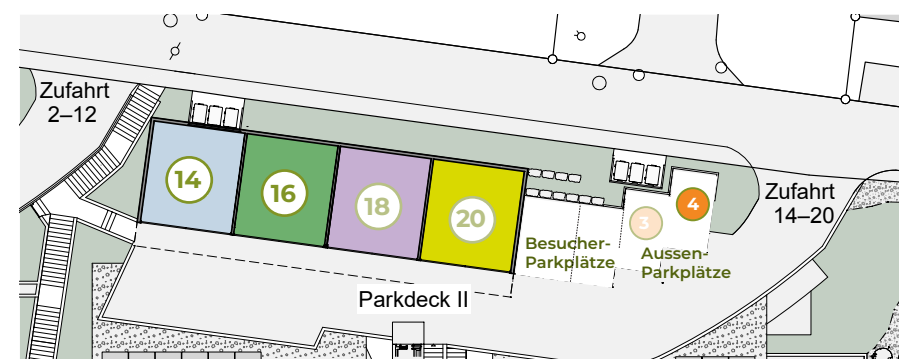 Zufahrt
2–12
14
16
18
20
3
4
Zufahrt
14–20
Besucher-
Parkplätze
Aussen-
Parkplätze
Parkdeck II